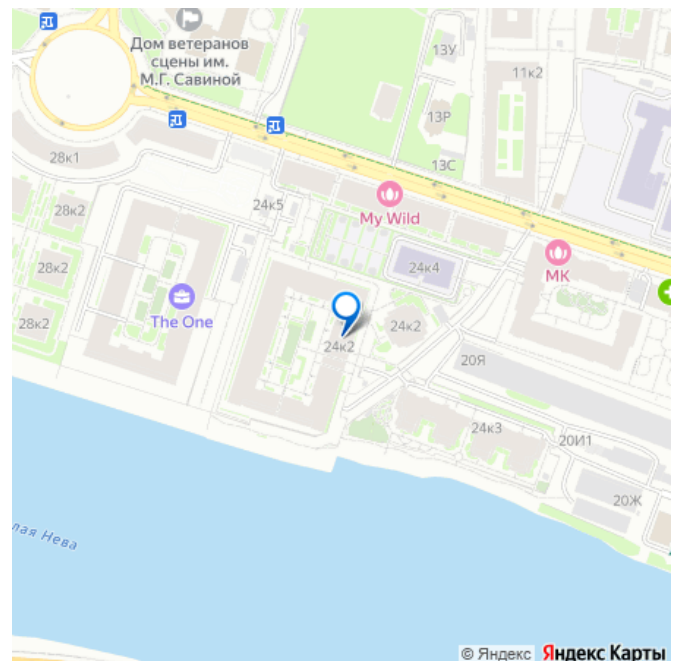 Дом ветеранов
сцены им.
М.Г. Савиной
13У
11к2
13Р
13С
28к1
My Wild
28к2
24к5
МК
28к2
24к4
The One
28к2
24к2
24к2
20Я
24к3
20И1
20Ж
лая Нева
© Яндекс Яндекс Карты